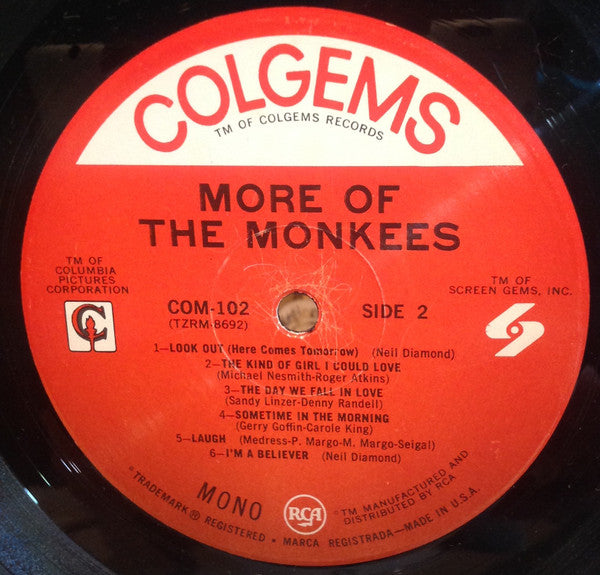 COLGEMS
TM OF COLGEMS RECORDS
MORE OF
THE MONKEES
TM OF
COLUMBIA
PICTURES
CORPORATION
TM OF
SCREEN GEMS, INC.
COM-102
(TZRM-8692)
SIDE 2
1—LOOK OUT (Here Comes Tomorrow) (Neil Diamond)
2—THE KIND OF GIRL I COULD LOVE
(Michael Nesmith-Roger Atkins)
3—THE DAY WE FALL IN LOVE
(Sandy Linzer-Denny Randell)
4—SOMETIME IN THE MORNING
(Gerry Goffin-Carole King)
5—LAUGH (Medress-P. Margo-M. Margo-Seigal)
6—I'M A BELIEVER (Neil Diamond)
MONO
RCA
®TRADEMARK ® REGISTERED • MARCA REGISTRADA—MADE IN U.S.A.
©TM MANUFACTURED AND
DISTRIBUTED BY RCA